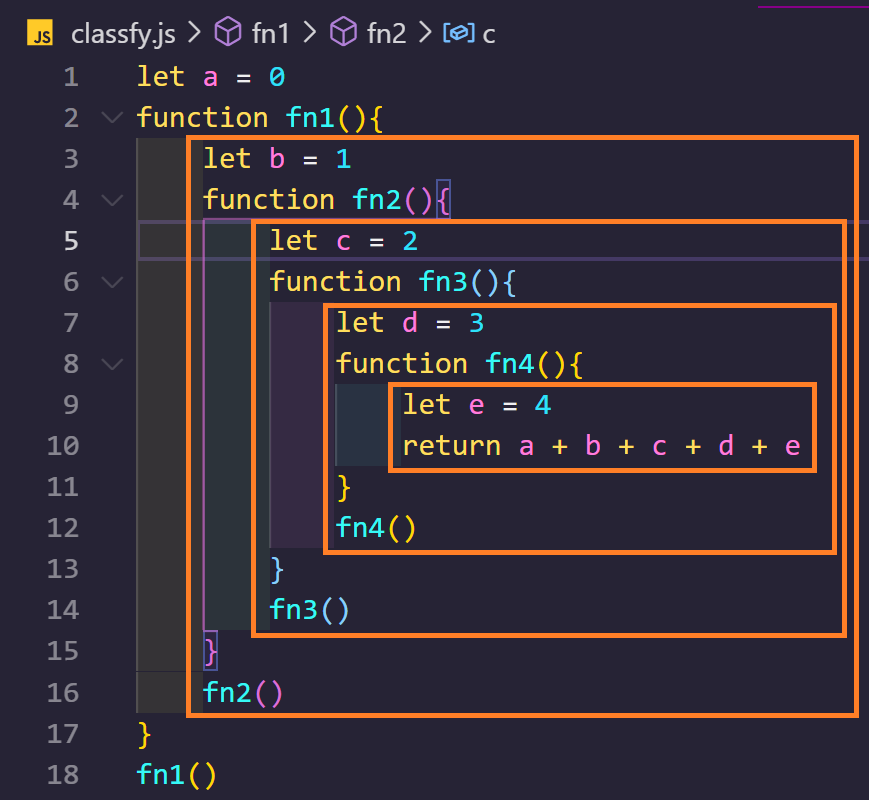 JS classfy.js > fn1 > fn2 > c
1 let a = 0
2 function fn1(){
3 let b = 1
4 function fn2(){
5 let c = 2
6 function fn3(){
7 let d = 3
8 function fn4(){
9 let e = 4
10 return a + b + c + d + e
11 }
12 fn4()
13 }
14 fn3()
15 }
16 fn2()
17 }
18 fn1()